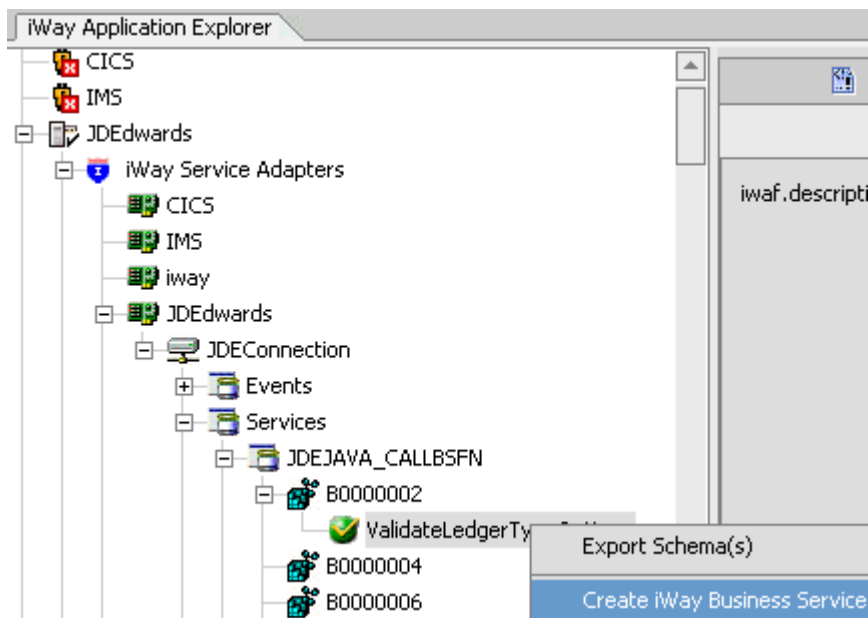 iWay Application Explorer
CICS
IMS
JDEdwards
iWay Service Adapters
CICS
IMS
iway
JDEdwards
JDEConnection
Events
Services
JDEJAVA_CALLBSFN
B0000002
ValidateLedgerTy
B0000004
B0000006
iwaf.descripti
Export Schema(s)
Create iWay Business Service